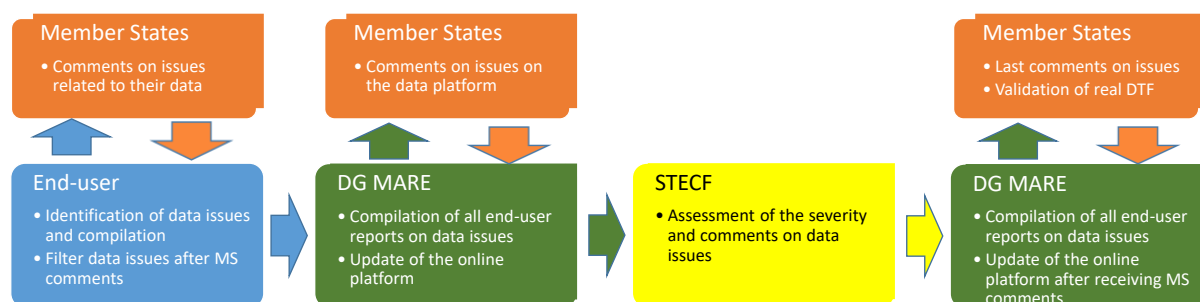 Member States
• Comments on issues
related to their data
Member States
• Comments on issues on
the data platform
Member States
• Last comments on issues
• Validation of real DTF
End-user
• Identification of data issues
and compilation
• Filter data issues after MS
comments
DG MARE
• Compilation of all end-user
reports on data issues
• Update of the online
platform
STECF
• Assessment of the severity
and comments on data
issues
DG MARE
• Compilation of all end-user
reports on data issues
• Update of the online
platform after receiving MS
comments